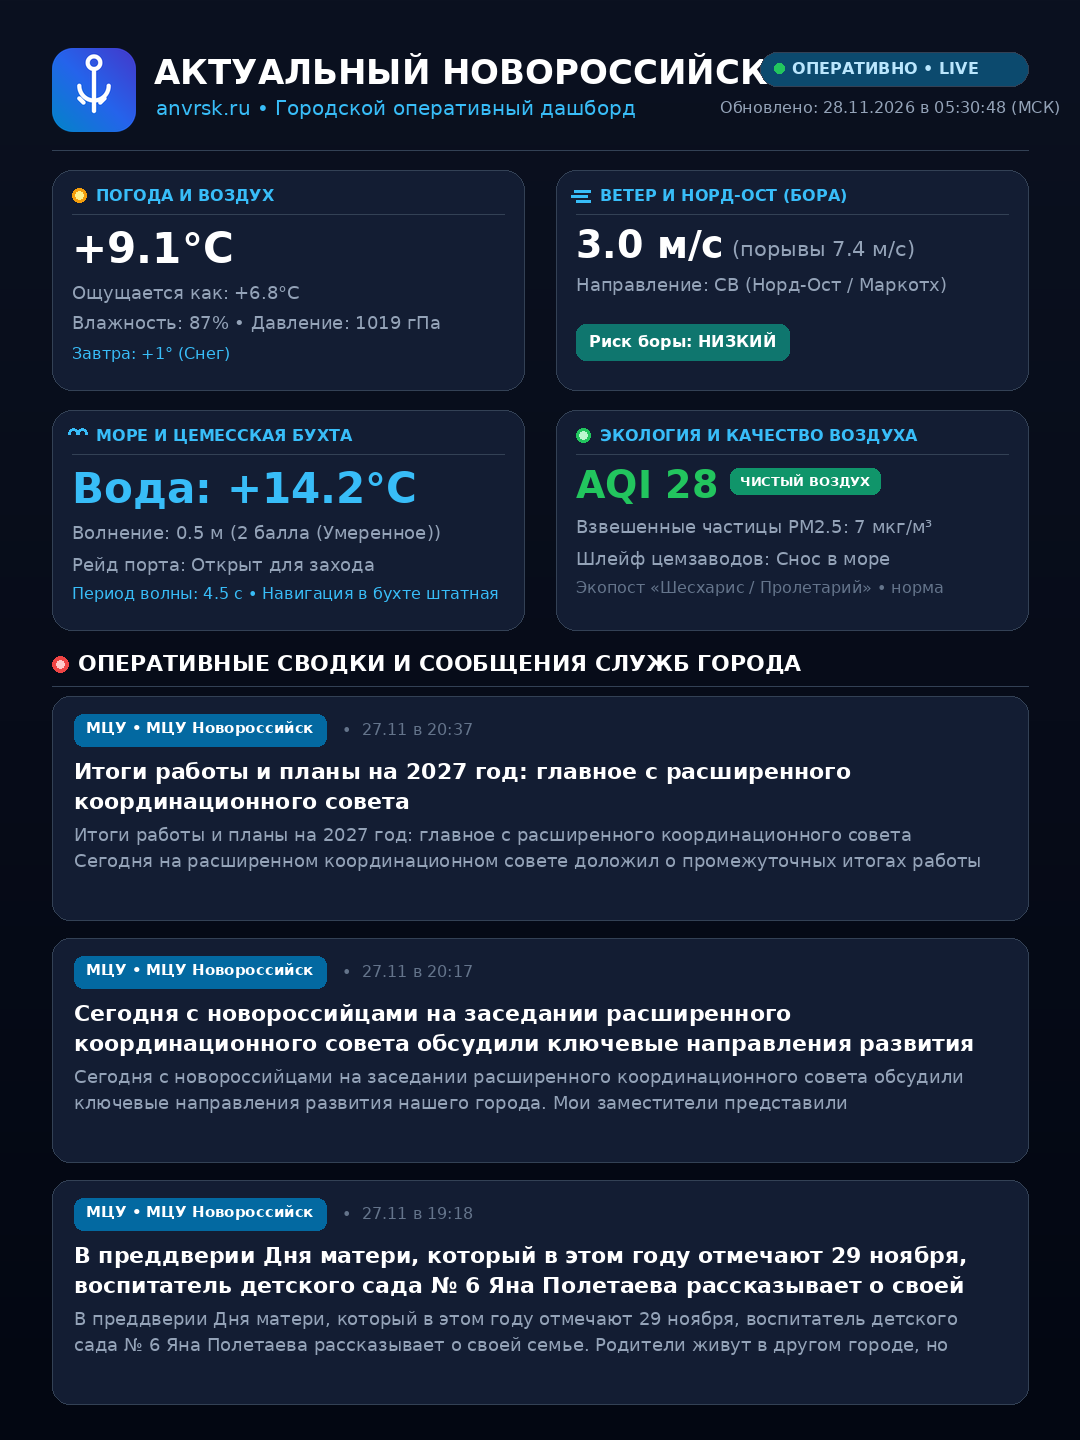 АКТУАЛЬНЫЙ НОВОРОССИЙСК
ОПЕРАТИВНО • LIVE
anvrsk.ru • Городской оперативный дашборд
Обновлено: 28.11.2026 в 05:30:48 (МСК)
ПОГОДА И ВОЗДУХ
+9.1°C
Ощущается как: +6.8°C
Влажность: 87% • Давление: 1019 гПа
Завтра: +1° (Снег)
ВЕТЕР И НОРД-ОСТ (БОРА)
3.0 м/с (порывы 7.4 м/с)
Направление: СВ (Норд-Ост / Маркотх)
Риск боры: НИЗКИЙ
МОРЕ И ЦЕМЕССКАЯ БУХТА
Вода: +14.2°C
Волнение: 0.5 м (2 балла (Умеренное))
Рейд порта: Открыт для захода
Период волны: 4.5 с • Навигация в бухте штатная
ЭКОЛОГИЯ И КАЧЕСТВО ВОЗДУХА
AQI 28 ЧИСТЫЙ ВОЗДУХ
Взвешенные частицы PM2.5: 7 мкг/м³
Шлейф цемзаводов: Снос в море
Экопост «Шесхарис / Пролетарий» • норма
ОПЕРАТИВНЫЕ СВОДКИ И СООБЩЕНИЯ СЛУЖБ ГОРОДА
МЦУ • МЦУ Новороссийск • 27.11 в 20:37
Итоги работы и планы на 2027 год: главное с расширенного
координационного совета
Итоги работы и планы на 2027 год: главное с расширенного координационного совета
Сегодня на расширенном координационном совете доложил о промежуточных итогах работы
МЦУ • МЦУ Новороссийск • 27.11 в 20:17
Сегодня с новороссийцами на заседании расширенного
координационного совета обсудили ключевые направления развития
Сегодня с новороссийцами на заседании расширенного координационного совета обсудили
ключевые направления развития нашего города. Мои заместители представили
МЦУ • МЦУ Новороссийск • 27.11 в 19:18
В преддверии Дня матери, который в этом году отмечают 29 ноября,
воспитатель детского сада № 6 Яна Полетаева рассказывает о своей
В преддверии Дня матери, который в этом году отмечают 29 ноября, воспитатель детского
сада № 6 Яна Полетаева рассказывает о своей семье. Родители живут в другом городе, но